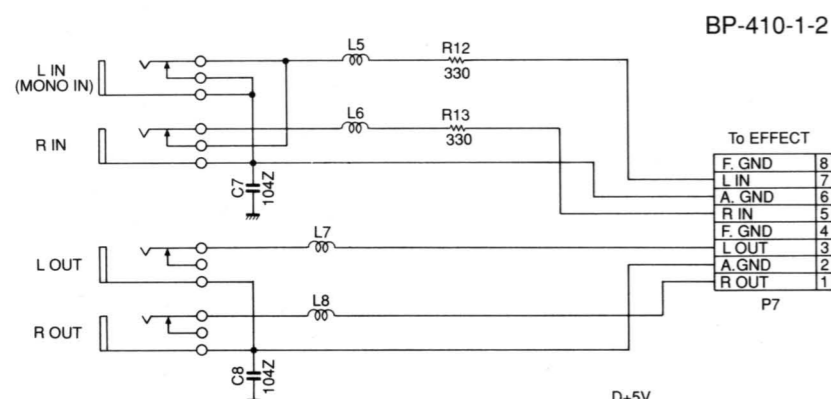 BP-410-1-2
L5
R12
L IN
(MONO IN)
330
L6
R13
To EFFECT
R IN
330
F. GND 8
L IN 7
C7
104Z
A. GND 6
R IN 5
F. GND 4
L7
L OUT 3
L OUT
A.GND 2
L8
R OUT 1
P7
R OUT
C8
104Z
D+5V